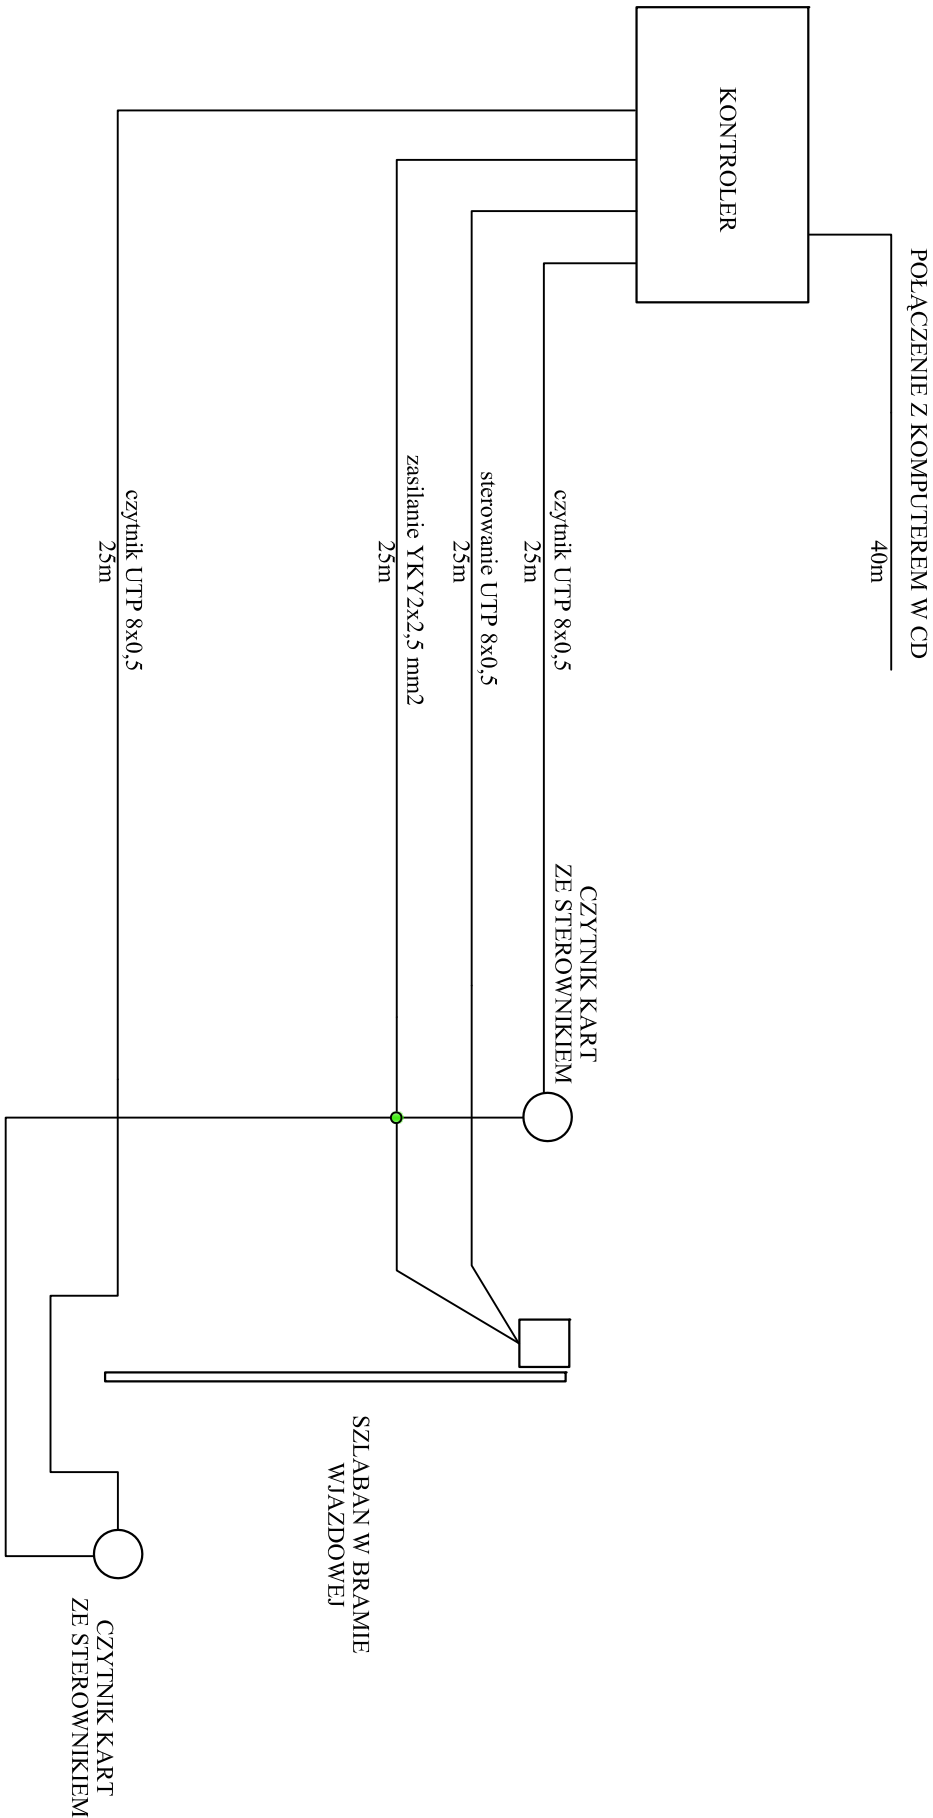 POŁĄCZENIE Z KOMPUTEREM W CD
40m
KONTROLER
CZYTNIK KART
ZE STEROWNIKIEM
czytnik UTP 8x0,5
25m
sterowanie UTP 8x0,5
25m
zasilanie YKY2x2,5 mm2
25m
SZLABAN W BRAMIE
WJAZDOWEJ
czytnik UTP 8x0,5
25m
CZYTNIK KART
ZE STEROWNIKIEM